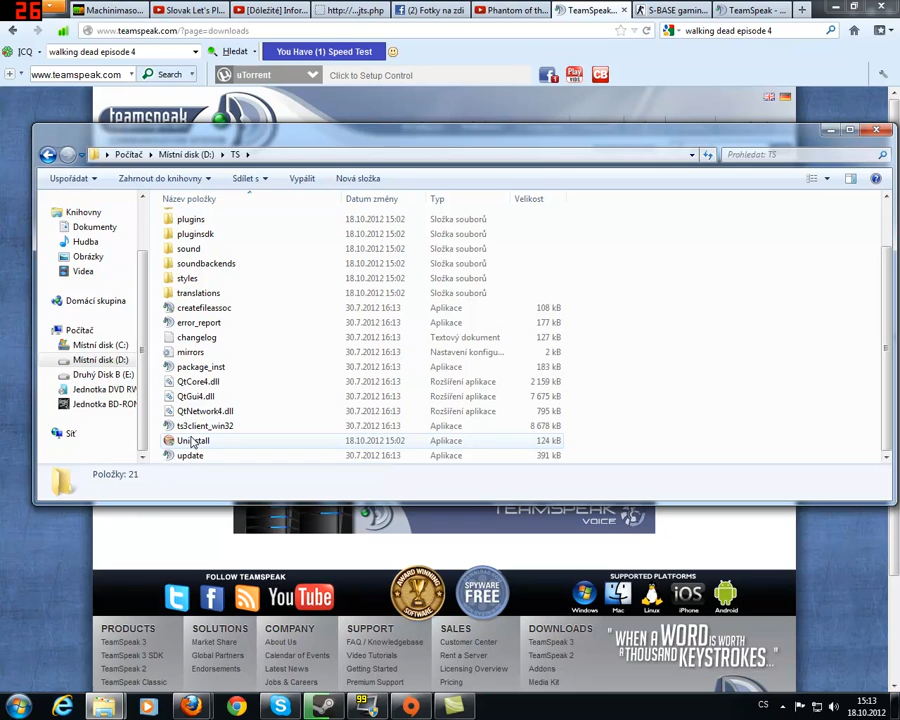 26
Machinimaso...
Slovak Let's Pl...
[Dôležité] Infor...
http://...jts.php
(2) Fotky na zdi
Phantom of th...
TeamSpeak...
S-BASE gamin...
TeamSpeak - ...
www.teamspeak.com/?page=downloads
walking dead episode 4
ICQ
walking dead episode 4
Hledat
You Have (1) Speed Test
www.teamspeak.com
Search
uTorrent
Click to Setup Control
teamspeak
Počítač
Místní disk (D:)
TS
Prohledat: TS
Uspořádat
Zahrnout do knihovny
Sdílet s
Vypálit
Nová složka
Název položky
Datum změny
Typ
Velikost
Knihovny
Dokumenty
Hudba
Obrázky
Videa
Domácí skupina
Počítač
Místní disk (C:)
Místní disk (D:)
Druhý Disk B (E:)
Jednotka DVD RW
Jednotka BD-ROM
Síť
plugins 18.10.2012 15:02 Složka souborů
pluginsdk 18.10.2012 15:02 Složka souborů
sound 18.10.2012 15:02 Složka souborů
soundbackends 18.10.2012 15:02 Složka souborů
styles 18.10.2012 15:02 Složka souborů
translations 18.10.2012 15:02 Složka souborů
createfileassoc 30.7.2012 16:13 Aplikace 108 kB
error_report 30.7.2012 16:13 Aplikace 177 kB
changelog 30.7.2012 16:13 Textový dokument 127 kB
mirrors 30.7.2012 16:13 Nastavení konfigu... 2 kB
package_inst 30.7.2012 16:13 Aplikace 183 kB
QtCore4.dll 30.7.2012 16:13 Rozšíření aplikace 2 159 kB
QtGui4.dll 30.7.2012 16:13 Rozšíření aplikace 7 675 kB
QtNetwork4.dll 30.7.2012 16:13 Rozšíření aplikace 795 kB
ts3client_win32 30.7.2012 16:13 Aplikace 8 678 kB
Uninstall 18.10.2012 15:02 Aplikace 124 kB
update 30.7.2012 16:13 Aplikace 391 kB
Položky: 21
TEAMSPEAK
VOICE
FOLLOW TEAMSPEAK
You Tube
AWARD WINNING
SOFTWARE
SPYWARE
FREE
SUPPORTED PLATFORMS
iOS
Windows
Mac
Linux
iPhone
Android
PRODUCTS
TeamSpeak 3
TeamSpeak 3 SDK
TeamSpeak 2
TeamSpeak Classic
SOLUTIONS
Market Share
Global Partners
Endorsements
COMPANY
About Us
Calendar of Events
Latest News
Jobs & Careers
SUPPORT
FAQ / Knowledgebase
Video Tutorials
Getting Started
Premium Support
SALES
Customer Center
Rent a Server
Licensing Overview
Pricing
DOWNLOADS
TeamSpeak 3
TeamSpeak 2
Addons
Media Kit
"WHEN A WORD IS WORTH
A THOUSAND KEYSTROKES..."
99
CS
15:13
18.10.2012